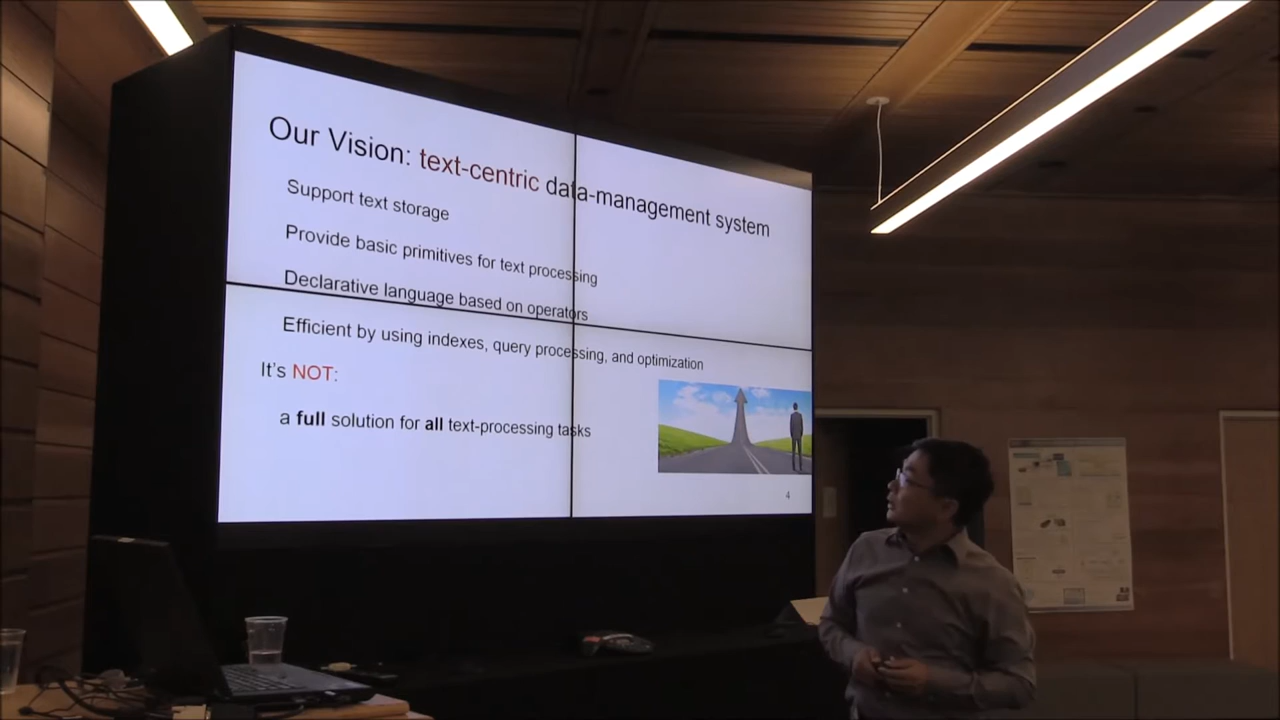 Our Vision: text-centric data-management system
Support text storage
Provide basic primitives for text processing
Declarative language based on operators
Efficient by using indexes, query processing, and optimization
It's NOT:
a full solution for all text-processing tasks
4